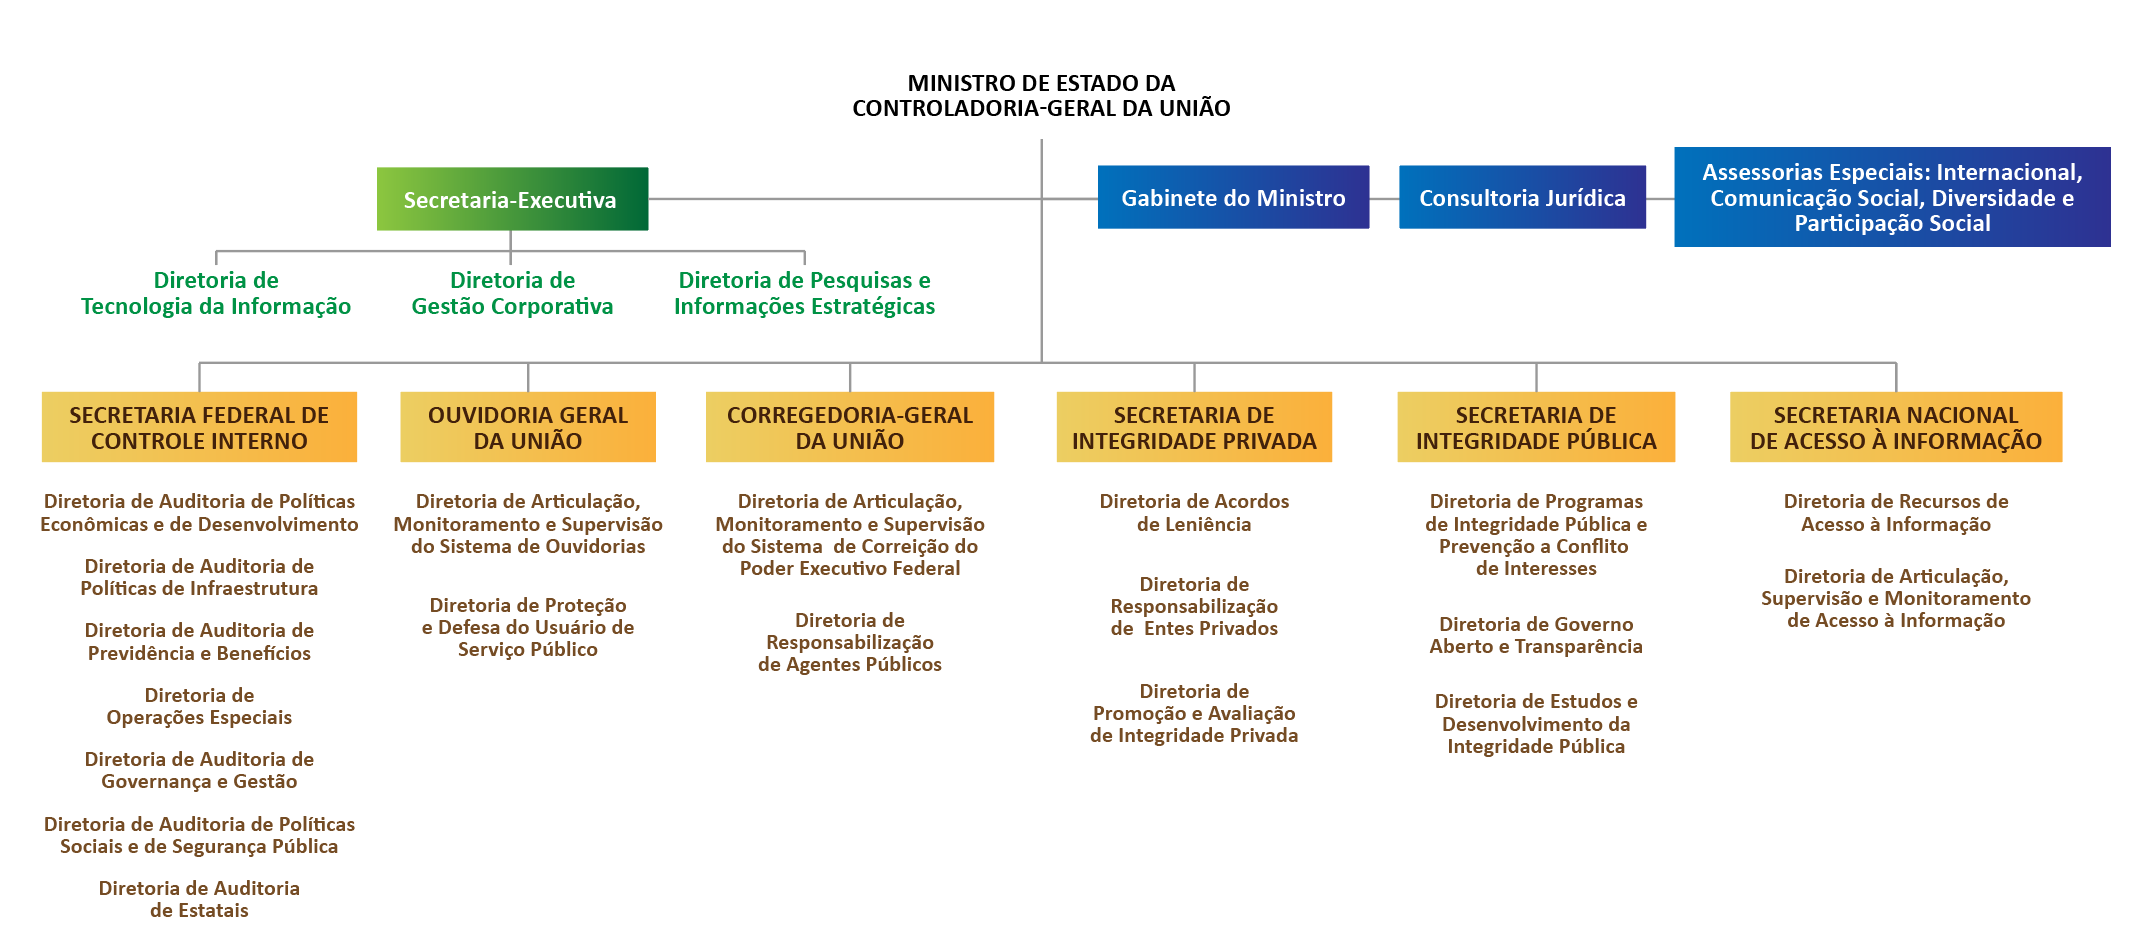 MINISTRO DE ESTADO DA
CONTROLADORIA-GERAL DA UNIÃO
Secretaria-Executiva
Gabinete do Ministro
Consultoria Jurídica
Assessorias Especiais: Internacional,
Comunicação Social, Diversidade e
Participação Social
Diretoria de
Tecnologia da Informação
Diretoria de
Gestão Corporativa
Diretoria de Pesquisas e
Informações Estratégicas
SECRETARIA FEDERAL DE
CONTROLE INTERNO
Diretoria de Auditoria de Políticas
Econômicas e de Desenvolvimento
Diretoria de Auditoria de
Políticas de Infraestrutura
Diretoria de Auditoria de
Previdência e Benefícios
Diretoria de
Operações Especiais
Diretoria de Auditoria de
Governança e Gestão
Diretoria de Auditoria de Políticas
Sociais e de Segurança Pública
Diretoria de Auditoria
de Estatais
OUVIDORIA GERAL
DA UNIÃO
Diretoria de Articulação,
Monitoramento e Supervisão
do Sistema de Ouvidorias
Diretoria de Proteção
e Defesa do Usuário de
Serviço Público
CORREGEDORIA-GERAL
DA UNIÃO
Diretoria de Articulação,
Monitoramento e Supervisão
do Sistema  de Correição do
Poder Executivo Federal
Diretoria de
Responsabilização
de Agentes Públicos
SECRETARIA DE
INTEGRIDADE PRIVADA
Diretoria de Acordos
de Leniência
Diretoria de
Responsabilização
de  Entes Privados
Diretoria de
Promoção e Avaliação
de Integridade Privada
SECRETARIA DE
INTEGRIDADE PÚBLICA
Diretoria de Programas
de Integridade Pública e
Prevenção a Conflito
de Interesses
Diretoria de Governo
Aberto e Transparência
Diretoria de Estudos e
Desenvolvimento da
Integridade Pública
SECRETARIA NACIONAL
DE ACESSO À INFORMAÇÃO
Diretoria de Recursos de
Acesso à Informação
Diretoria de Articulação,
Supervisão e Monitoramento
de Acesso à Informação